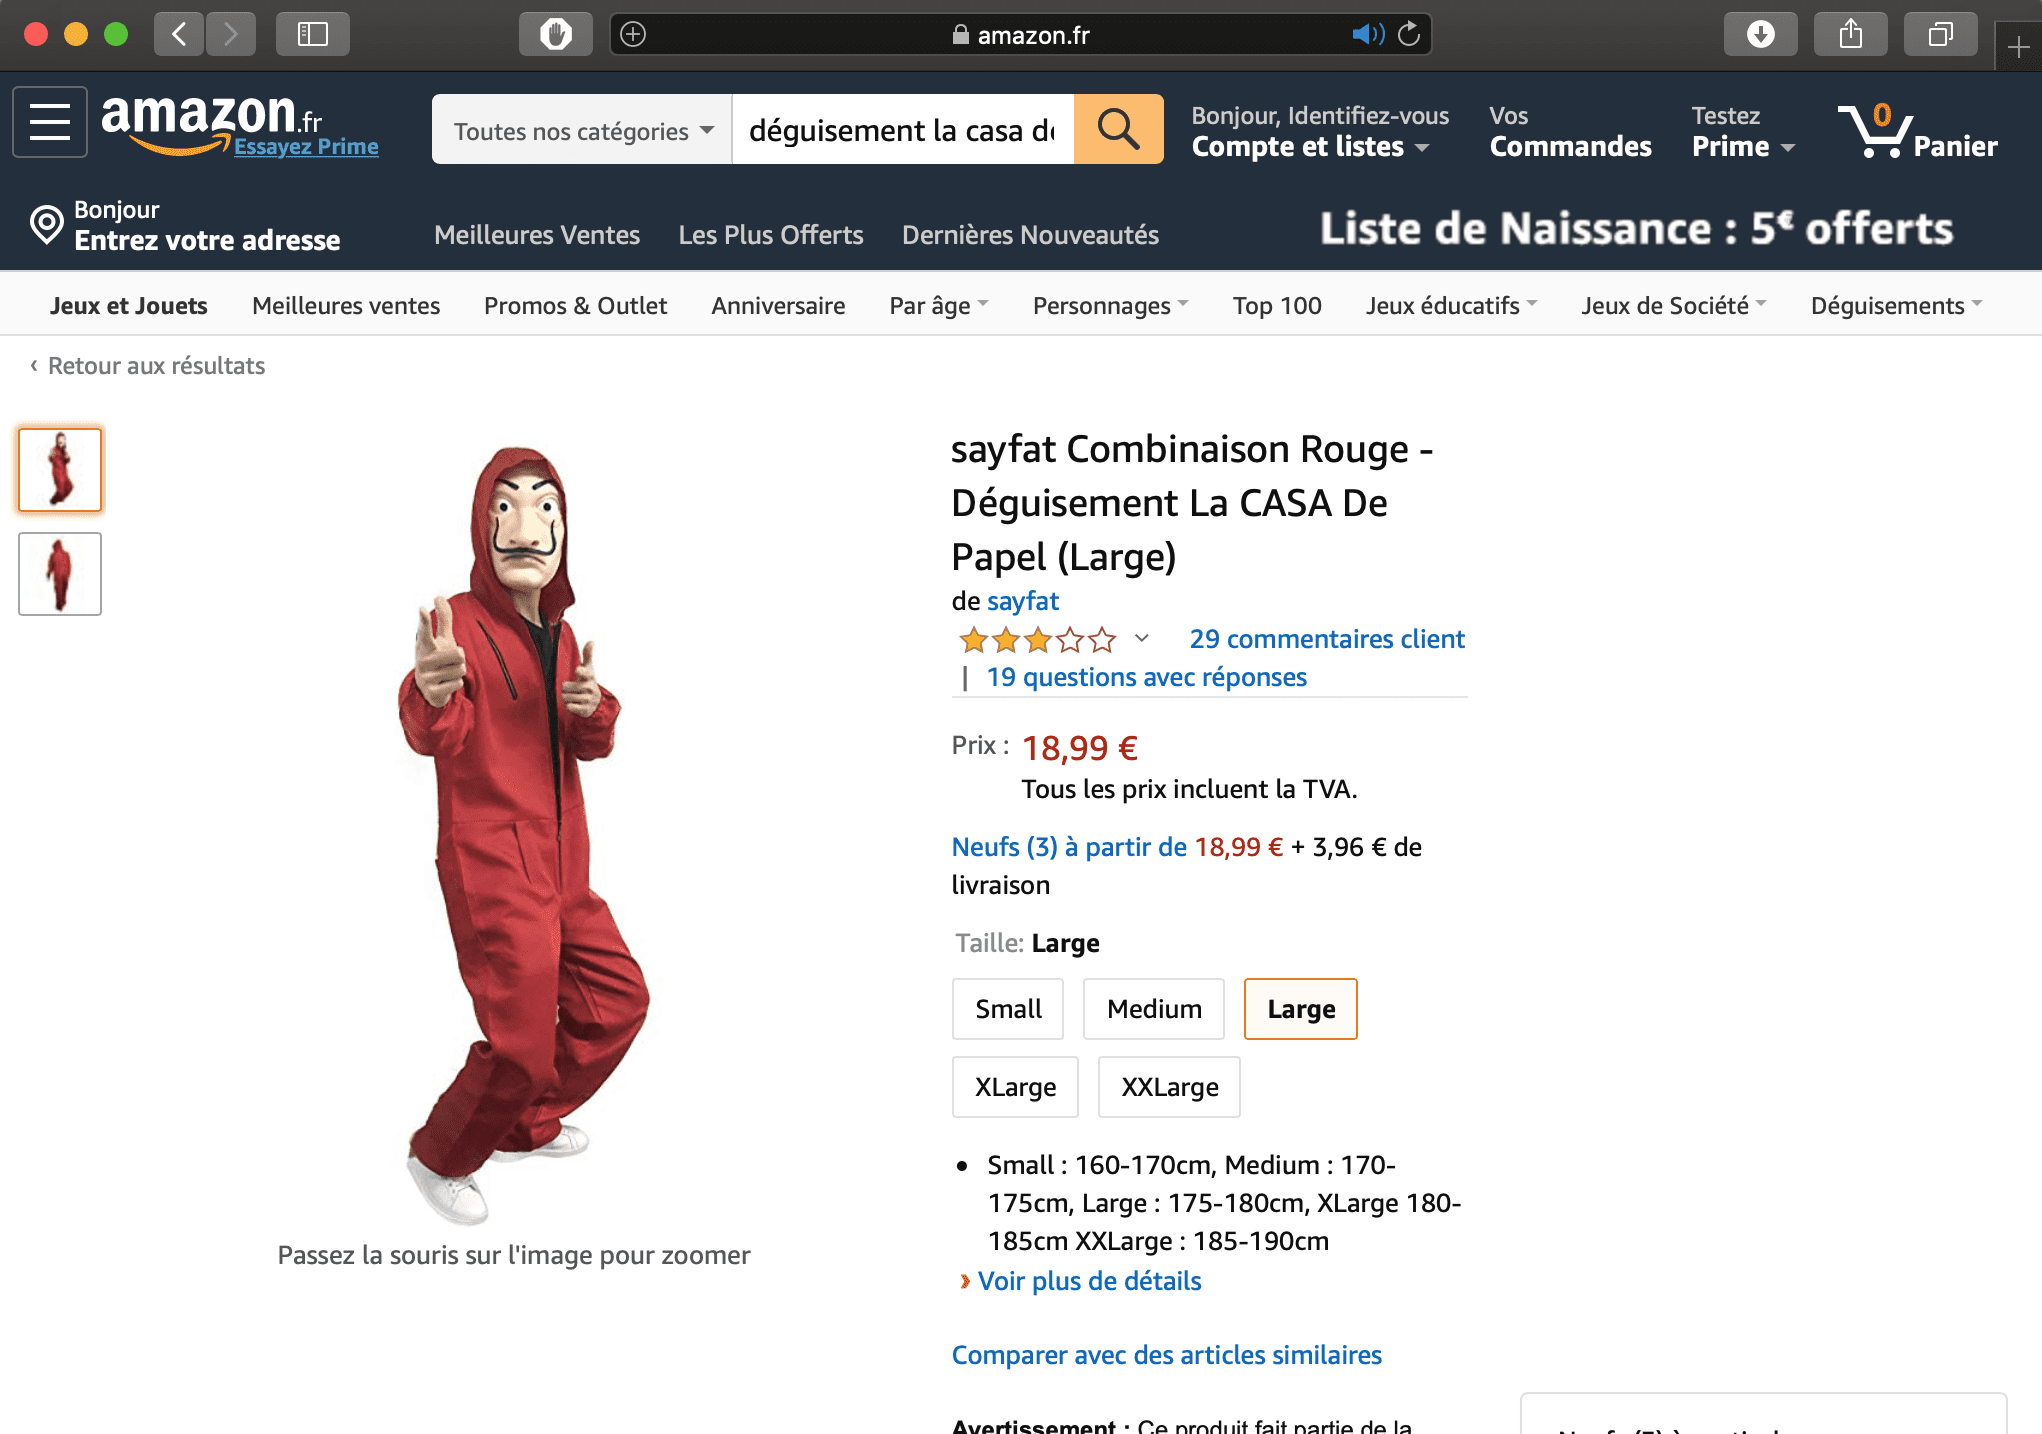 amazon.fr
amazon.fr
Essayez Prime
Toutes nos catégories
déguisement la casa d
Bonjour, Identifiez-vous
Compte et listes
Vos
Commandes
Testez
Prime
0
Panier
Bonjour
Entrez votre adresse
Meilleures Ventes
Les Plus Offerts
Dernières Nouveautés
Liste de Naissance : 5€ offerts
Jeux et Jouets
Meilleures ventes
Promos & Outlet
Anniversaire
Par âge
Personnages
Top 100
Jeux éducatifs
Jeux de Société
Déguisements
‹ Retour aux résultats
sayfat Combinaison Rouge -
Déguisement La CASA De
Papel (Large)
de sayfat
29 commentaires client
| 19 questions avec réponses
Prix : 18,99 €
Tous les prix incluent la TVA.
Neufs (3) à partir de 18,99 € + 3,96 € de
livraison
Taille: Large
Small
Medium
Large
XLarge
XXLarge
• Small : 160-170cm, Medium : 170-
175cm, Large : 175-180cm, XLarge 180-
185cm XXLarge : 185-190cm
› Voir plus de détails
Passez la souris sur l'image pour zoomer
Comparer avec des articles similaires
Avertissement : Ce produit fait partie de la